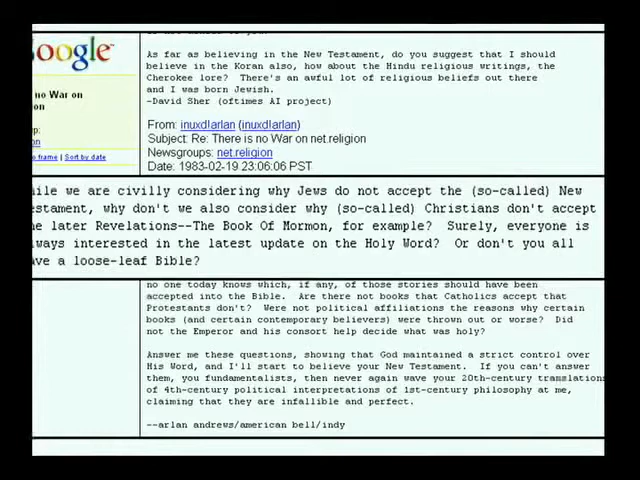 oogle™
As far as believing in the New Testament, do you suggest that I should
believe in the Koran also, how about the Hindu religious writings, the
Cherokee lore? There's an awful lot of religious beliefs out there
and I was born Jewish.
-David Sher (oftimes AI project)
no War on
on
From: inuxd!arlan (inuxd!arlan)
Subject: Re: There is no War on net.religion
Newsgroups: net.religion
Date: 1983-02-19 23:06:06 PST
p:
on
o frame | Sort by date
ile we are civilly considering why Jews do not accept the (so-called) New
estament, why don't we also consider why (so-called) Christians don't accept
he later Revelations--The Book Of Mormon, for example? Surely, everyone is
lways interested in the latest update on the Holy Word? Or don't you all
ave a loose-leaf Bible?
no one today knows which, if any, of those stories should have been
accepted into the Bible. Are there not books that Catholics accept that
Protestants don't? Were not political affiliations the reasons why certain
books (and certain contemporary believers) were thrown out or worse? Did
not the Emperor and his consort help decide what was holy?
Answer me these questions, showing that God maintained a strict control over
His Word, and I'll start to believe your New Testament. If you can't answer
them, you fundamentalists, then never again wave your 20th-century translations
of 4th-century political interpretations of 1st-century philosophy at me,
claiming that they are infallible and perfect.
--arlan andrews/american bell/indy